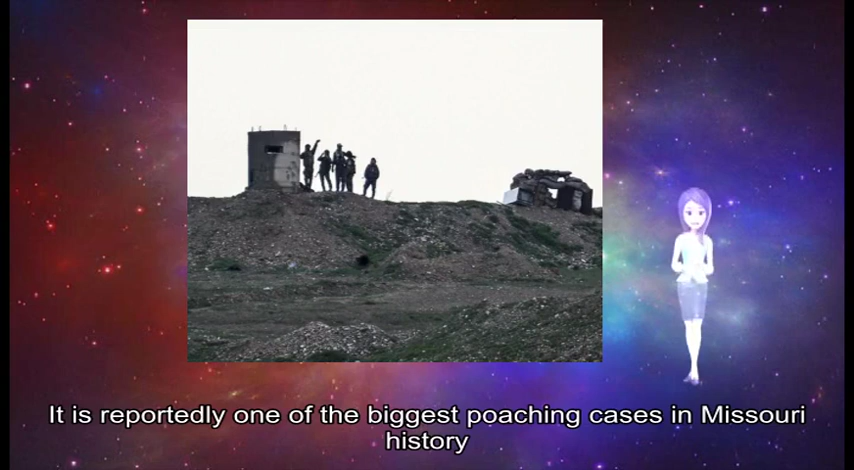 It is reportedly one of the biggest poaching cases in Missouri
history